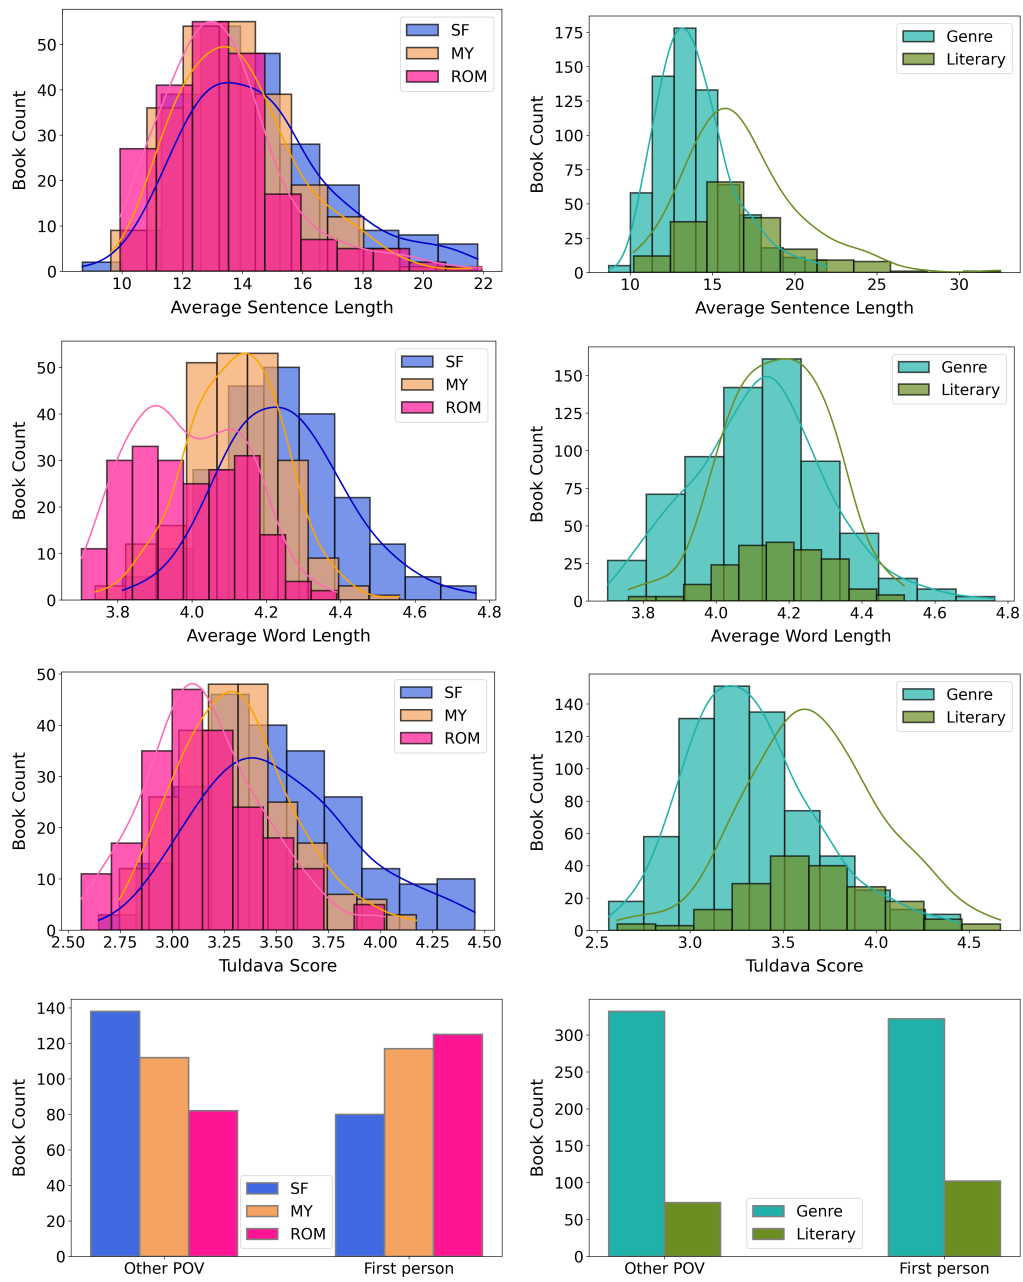 SF
MY
ROM
Book Count
0
10
20
30
40
50
10 12 14 16 18 20 22
Average Sentence Length
Genre
Literary
Book Count
0
25
50
75
100
125
150
175
10 15 20 25 30
Average Sentence Length
SF
MY
ROM
Book Count
0
10
20
30
40
50
3.8 4.0 4.2 4.4 4.6 4.8
Average Word Length
Genre
Literary
Book Count
0
25
50
75
100
125
150
3.8 4.0 4.2 4.4 4.6 4.8
Average Word Length
SF
MY
ROM
Book Count
0
10
20
30
40
50
2.50 2.75 3.00 3.25 3.50 3.75 4.00 4.25 4.50
Tuldava Score
Genre
Literary
Book Count
0
20
40
60
80
100
120
140
2.5 3.0 3.5 4.0 4.5
Tuldava Score
Book Count
0
20
40
60
80
100
120
140
SF
MY
ROM
Other POV First person
Book Count
0
50
100
150
200
250
300
Genre
Literary
Other POV First person